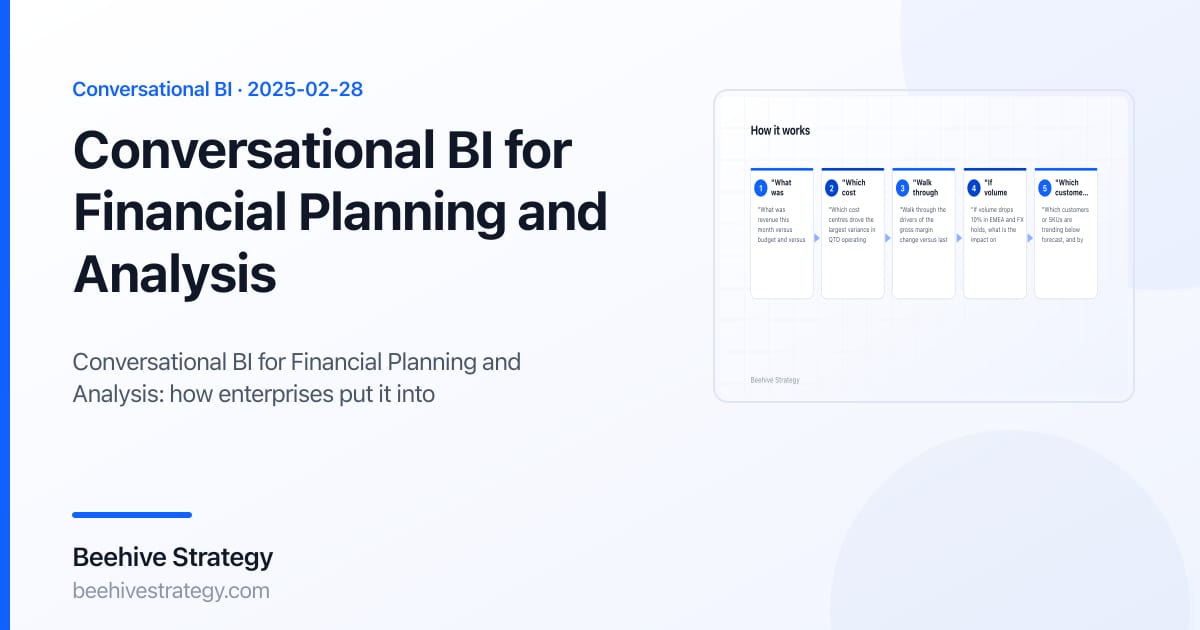 Conversational BI · 2025-02-28
Conversational BI for
Financial Planning and
Analysis
Conversational BI for Financial Planning and
Analysis: how enterprises put it into
Beehive Strategy
beehivestrategy.com
How it works
1
"What
was
"What was
revenue this
month versus
budget and versus
2
"Which
cost
"Which cost
centres drove the
largest variance in
QTD operating
3
"Walk
through
"Walk through the
drivers of the
gross margin
change versus last
4
"If
volume
"If volume drops
10% in EMEA and FX
holds, what is the
impact on
5
"Which
custome...
"Which customers
or SKUs are
trending below
forecast, and by
Beehive Strategy